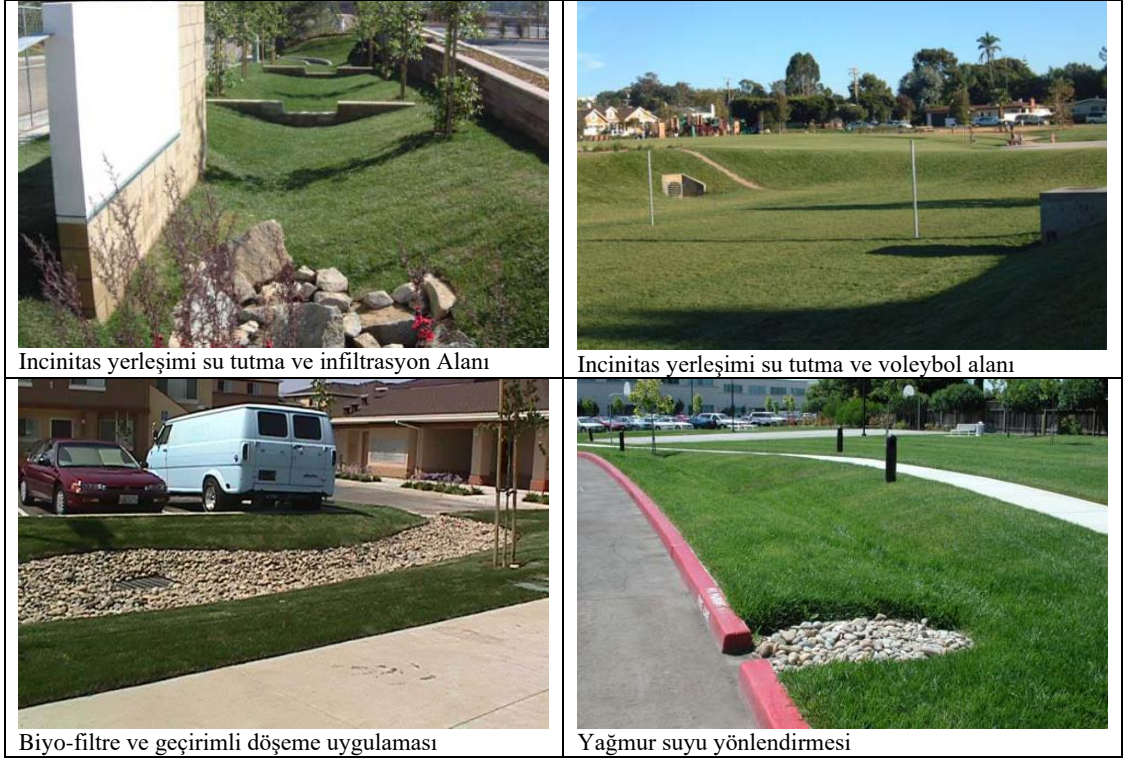 Incinitas yerleşimi su tutma ve infiltrasyon Alanı
Incinitas yerleşimi su tutma ve voleybol alanı
Biyo-filtre ve geçirimli döşeme uygulaması
Yağmur suyu yönlendirmesi